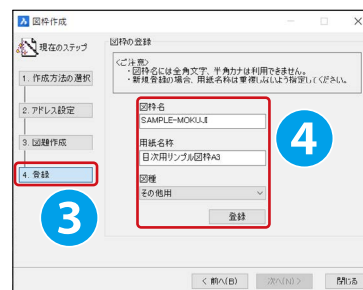 図枠作成
現在のステップ
1. 作成方法の選択
2. アドレス設定
3. 図題作成
4. 登録
3
図枠の登録
<ご注意>
・図枠名には全角文字、半角カナは利用できません。
・新規登録の場合、用紙名称は重複しないよう指定してください。
図枠名
SAMPLE-MOKUJI
用紙名称
目次用サンプル図枠A3
図種
その他用
登録
4
< 前へ(B)
次へ(N) >
閉じる